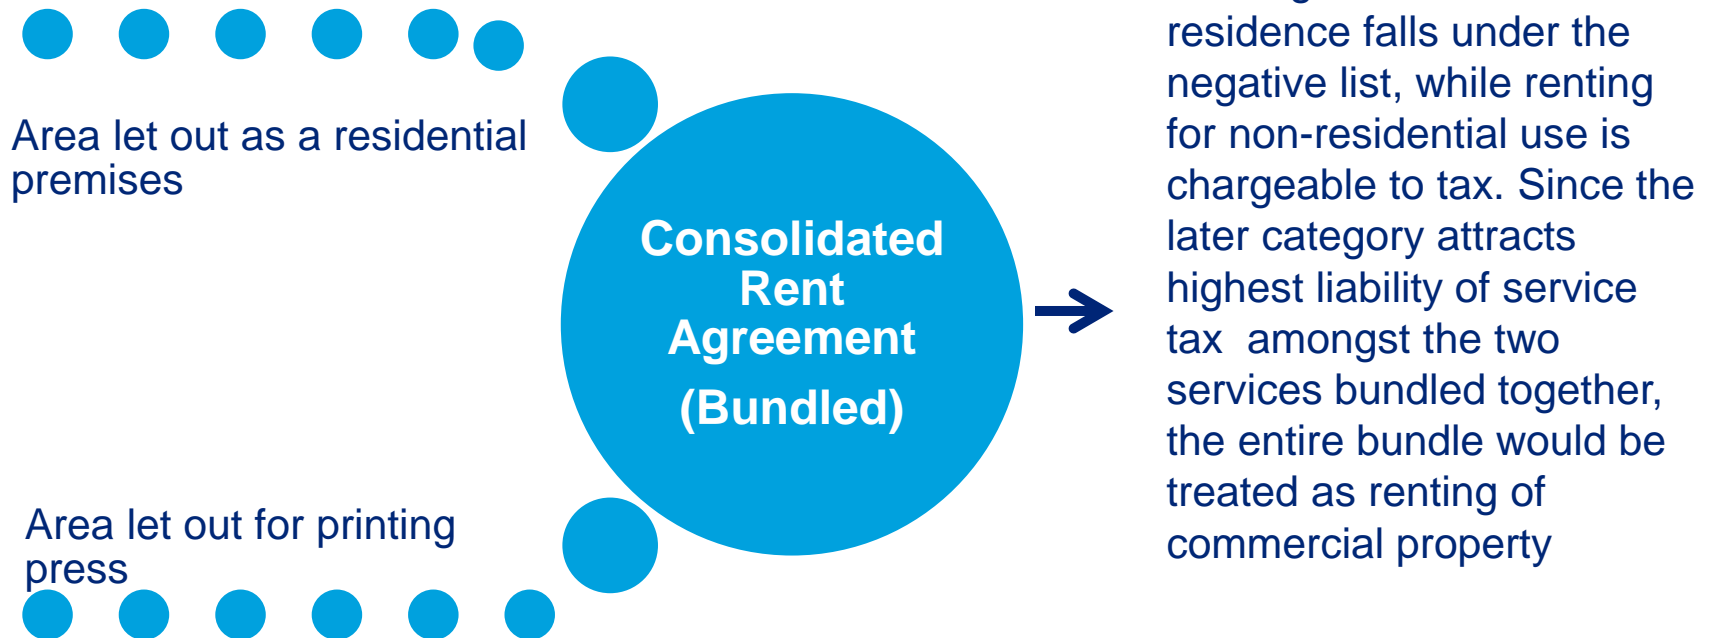 Area let out as a residential
premises
Area let out for printing
press
Consolidated
Rent
Agreement
(Bundled)
residence falls under the
negative list, while renting
for non-residential use is
chargeable to tax. Since the
later category attracts
highest liability of service
tax  amongst the two
services bundled together,
the entire bundle would be
treated as renting of
commercial property